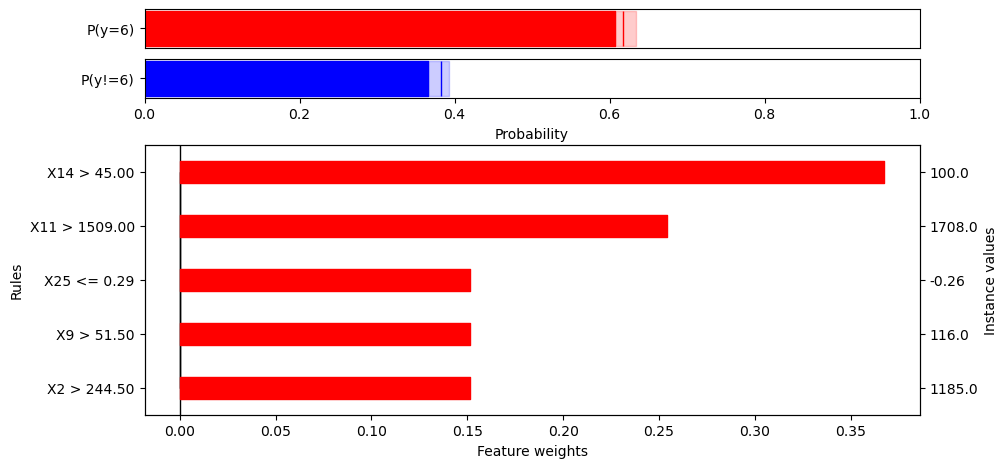 P(y=6)
P(y!=6)
0.0 0.2 0.4 0.6 0.8 1.0
Probability
X14 > 45.00 100.0
X11 > 1509.00 1708.0
X25 <= 0.29 -0.26
X9 > 51.50 116.0
X2 > 244.50 1185.0
Rules
Instance values
0.00 0.05 0.10 0.15 0.20 0.25 0.30 0.35
Feature weights